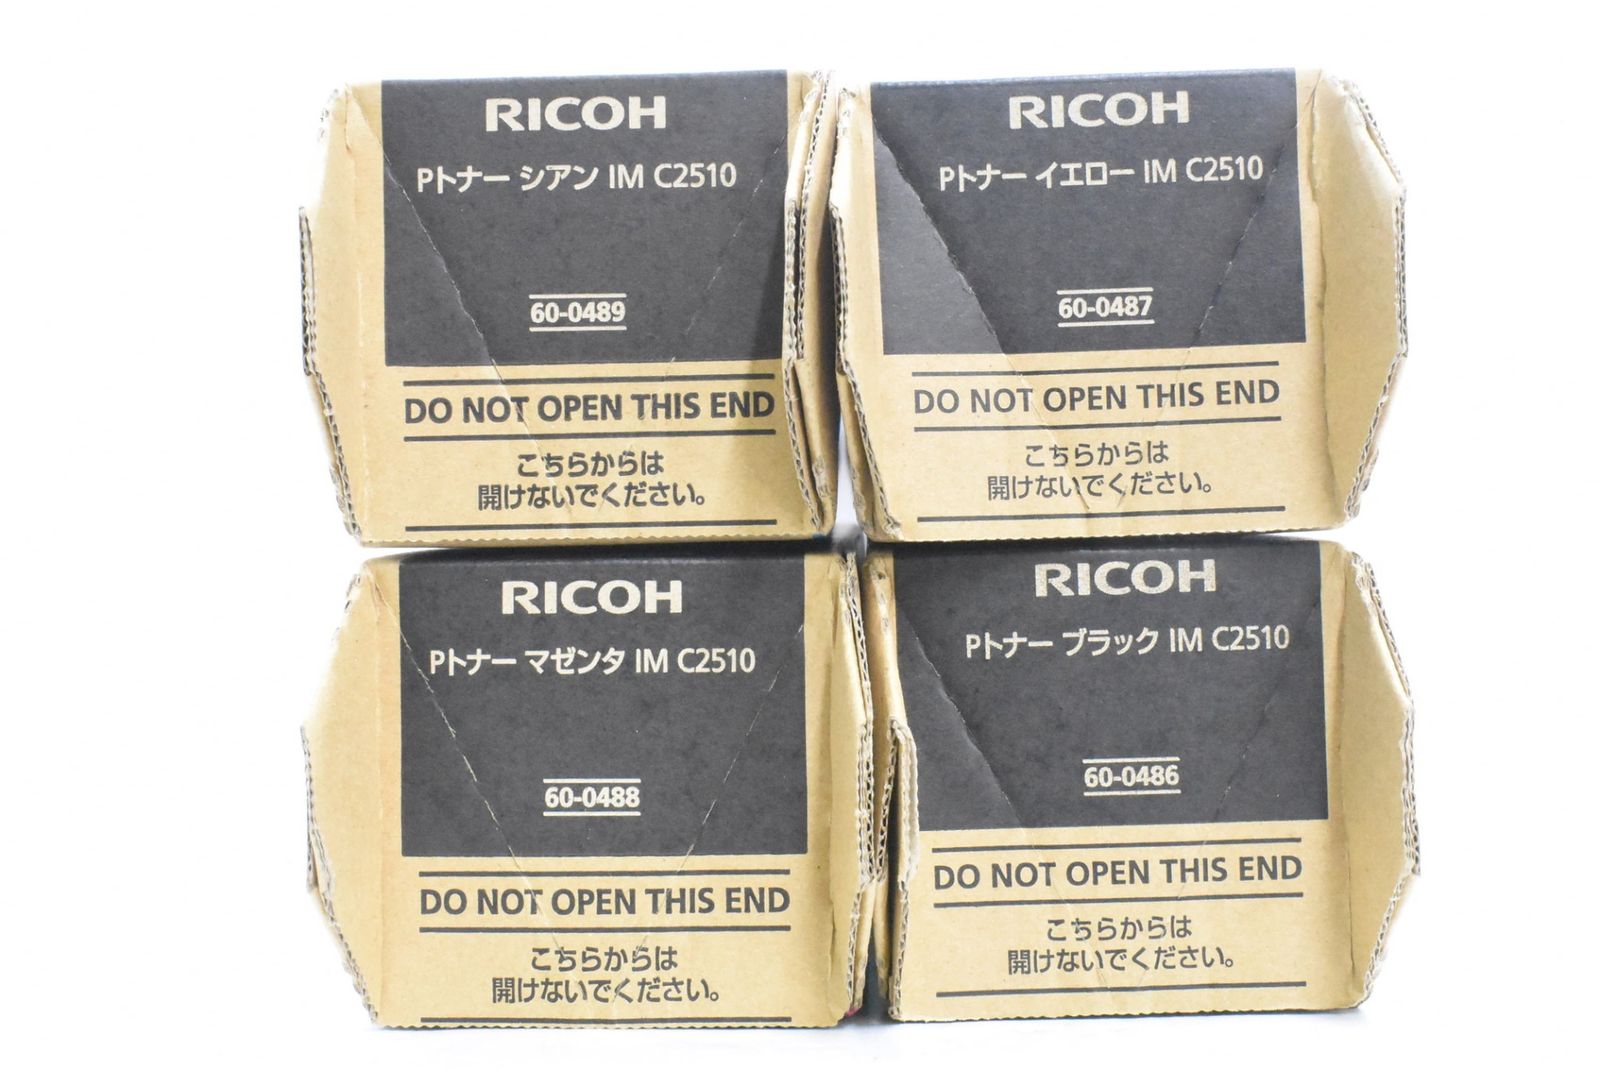 RICOH
Pトナー シアン IM C2510
60-0489
DO NOT OPEN THIS END
こちらからは
開けないでください。
RICOH
Pトナー イエロー IM C2510
60-0487
DO NOT OPEN THIS END
こちらからは
開けないでください。
RICOH
Pトナー マゼンタ IM C2510
60-0488
DO NOT OPEN THIS END
こちらからは
開けないでください。
RICOH
Pトナー ブラック IM C2510
60-0486
DO NOT OPEN THIS END
こちらからは
開けないでください。